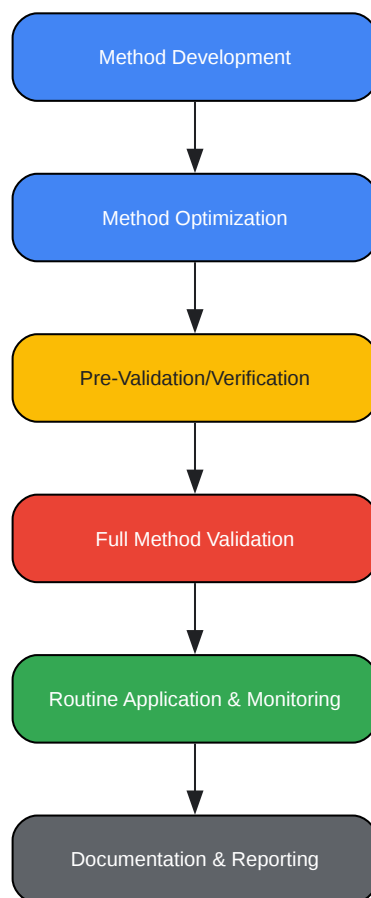 Method Development
Method Optimization
Pre-Validation/Verification
Full Method Validation
Routine Application & Monitoring
Documentation & Reporting